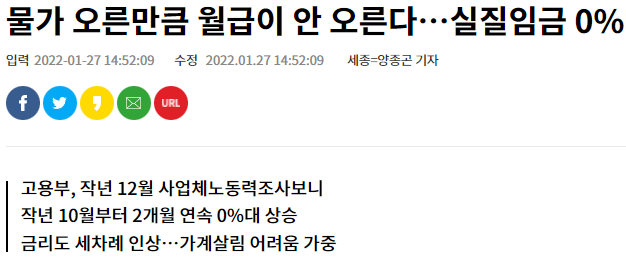 물가 오른만큼 월급이 안 오른다…실질임금 0%
입력 2022-01-27 14:52:09 수정 2022.01.27 14:52:09 세종=양종곤 기자
URL
고용부, 작년 12월 사업체노동력조사보니
작년 10월부터 2개월 연속 0%대 상승
금리도 세차례 인상…가계살림 어려움 가중